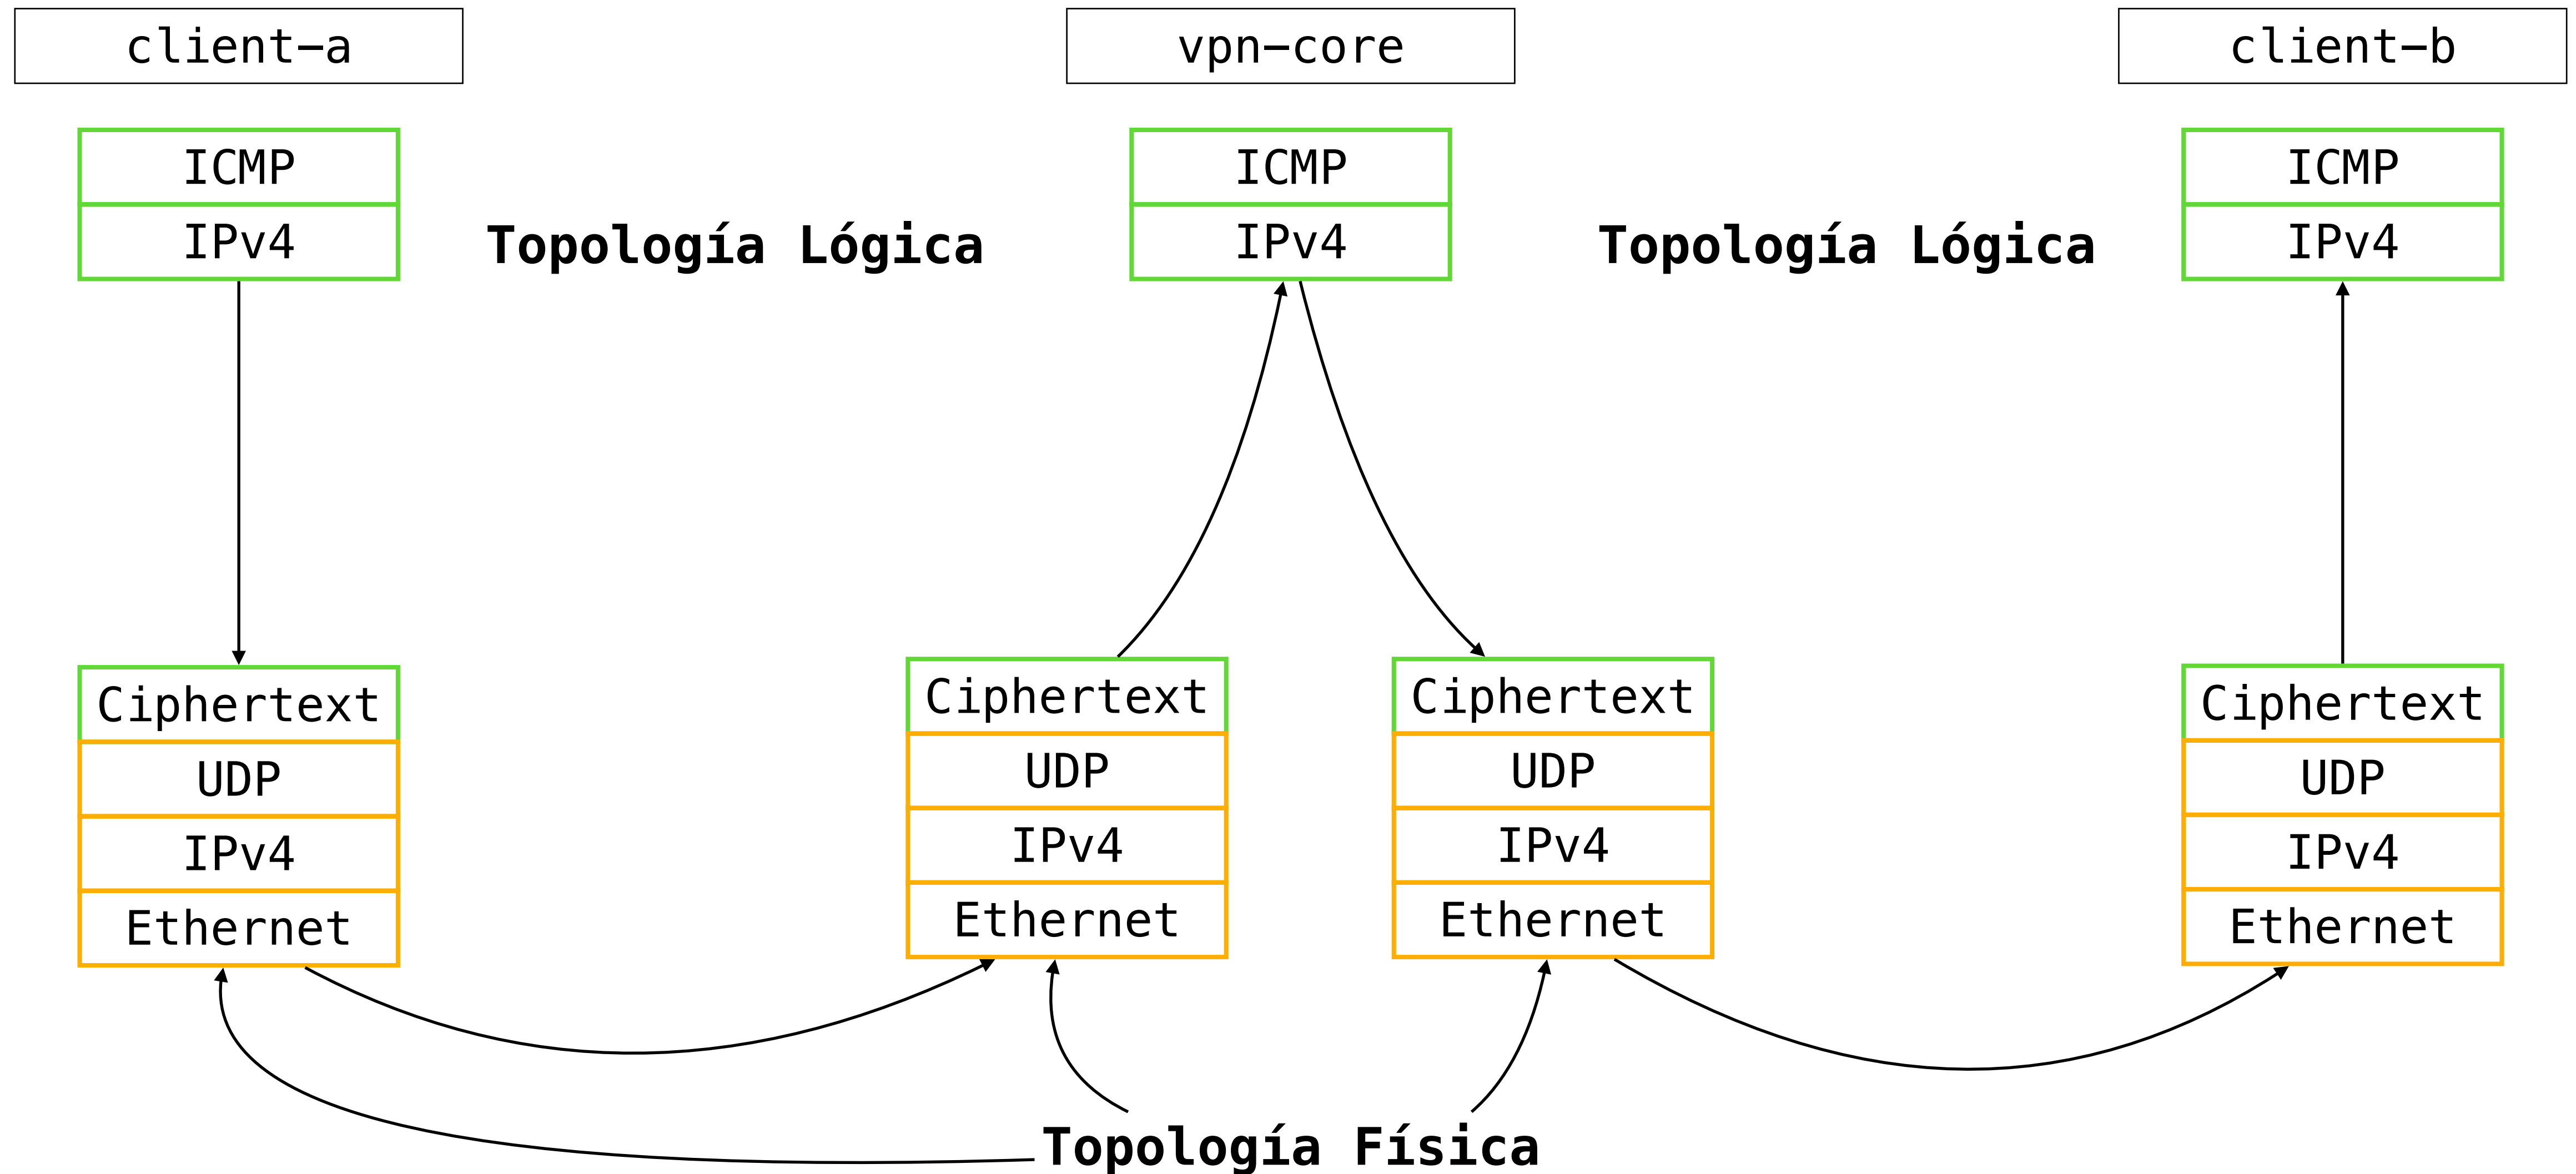 client-a
vpn-core
client-b
ICMP
IPv4
Topología Lógica
ICMP
IPv4
Topología Lógica
ICMP
IPv4
Ciphertext
UDP
IPv4
Ethernet
Ciphertext
UDP
IPv4
Ethernet
Ciphertext
UDP
IPv4
Ethernet
Ciphertext
UDP
IPv4
Ethernet
Topología Física